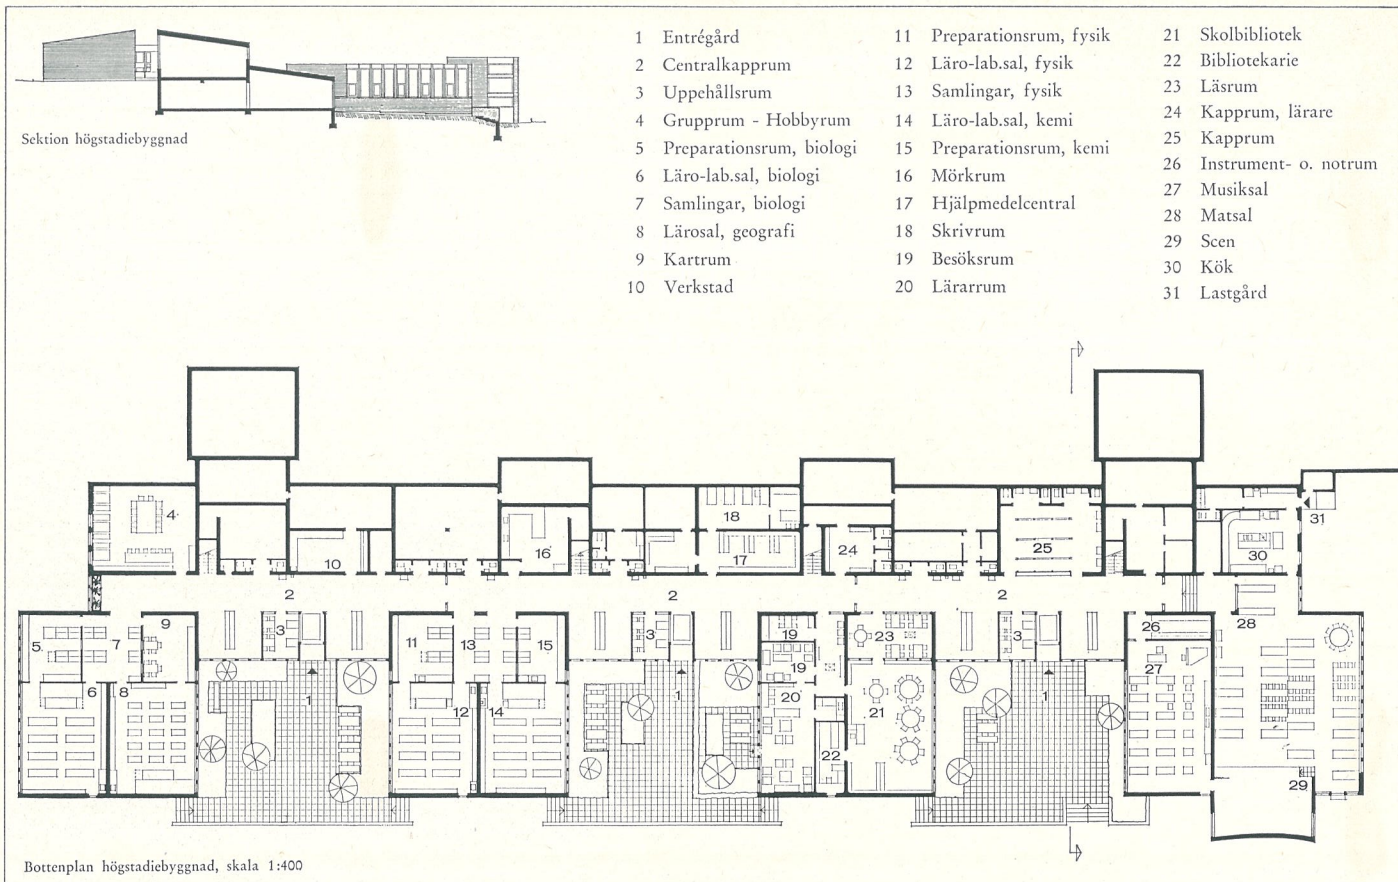 Sektion högstadiebyggnad
1 Entrégård
2 Centralkapprum
3 Uppehållsrum
4 Grupprum - Hobbyrum
5 Preparationsrum, biologi
6 Läro-lab.sal, biologi
7 Samlingar, biologi
8 Lärosal, geografi
9 Kartrum
10 Verkstad
11 Preparationsrum, fysik
12 Läro-lab.sal, fysik
13 Samlingar, fysik
14 Läro-lab.sal, kemi
15 Preparationsrum, kemi
16 Mörkrum
17 Hjälpmedelcentral
18 Skrivrum
19 Besöksrum
20 Lärarrum
21 Skolbibliotek
22 Bibliotekarie
23 Läsrum
24 Kapprum, lärare
25 Kapprum
26 Instrument- o. notrum
27 Musiksal
28 Matsal
29 Scen
30 Kök
31 Lastgård
4
18
31
16
25
10
17
24
30
2
2
2
9
3
3
19
23
3
26
28
5
7
11
13
15
19
27
6
8
1
12
14
1
20
21
1
22
29
Bottenplan högstadiebyggnad, skala 1:400